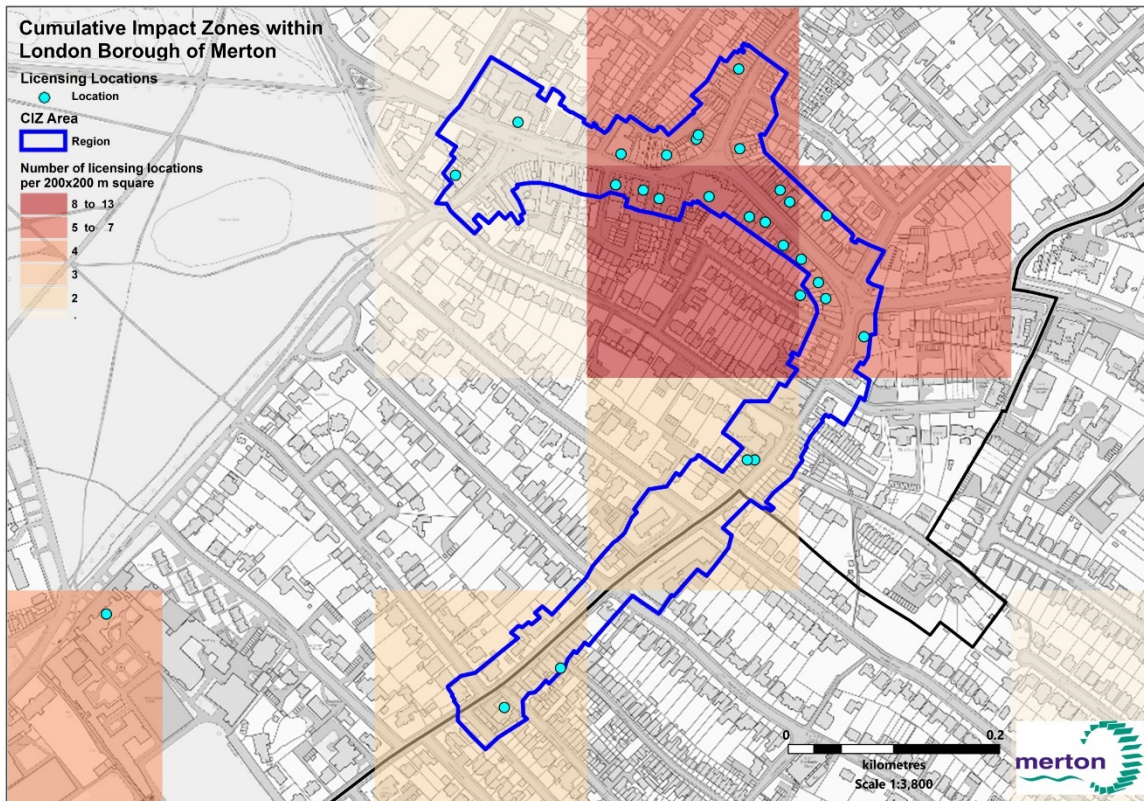 Cumulative Impact Zones within
London Borough of Merton
Licensing Locations
Location
CIZ Area
Region
Number of licensing locations
per 200x200 m square
8 to 13
5 to 7
4
3
2
0 0.2
kilometres
Scale 1:3,800
merton